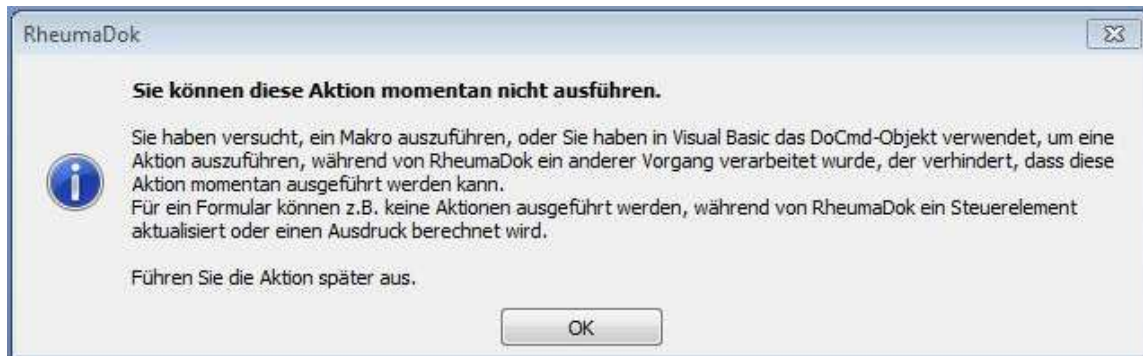 RheumaDok
Sie können diese Aktion momentan nicht ausführen.
Sie haben versucht, ein Makro auszuführen, oder Sie haben in Visual Basic das DoCmd-Objekt verwendet, um eine
Aktion auszuführen, während von RheumaDok ein anderer Vorgang verarbeitet wurde, der verhindert, dass diese
Aktion momentan ausgeführt werden kann.
Für ein Formular können z.B. keine Aktionen ausgeführt werden, während von RheumaDok ein Steuerelement
aktualisiert oder einen Ausdruck berechnet wird.
Führen Sie die Aktion später aus.
OK